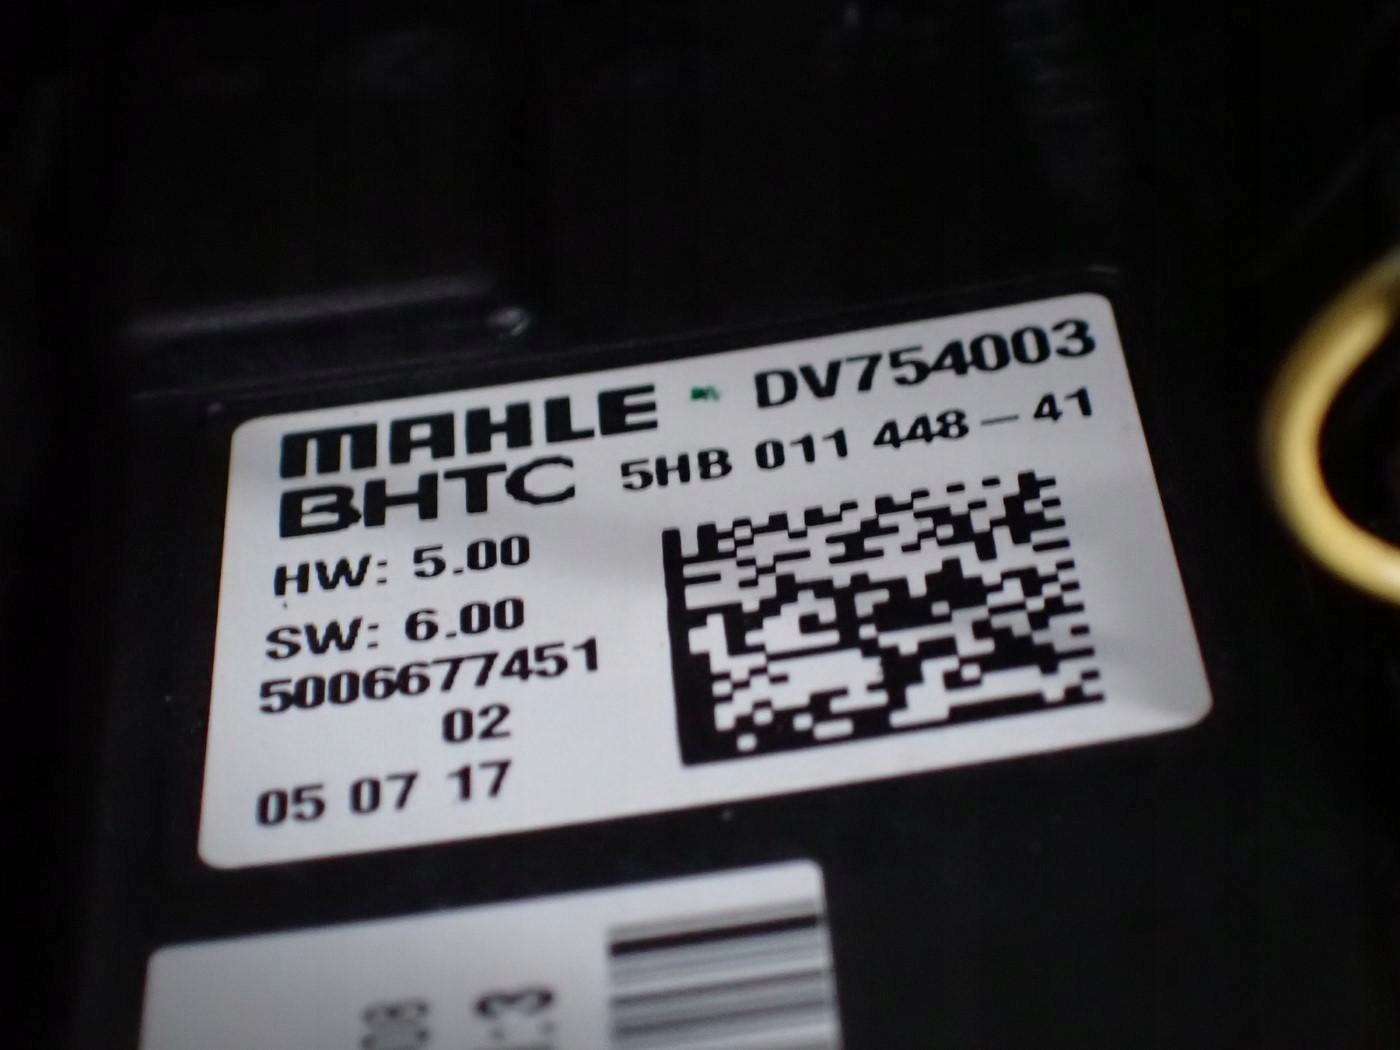 MAHLE DV754003
BHTC 5HB 011 448-41
HW: 5.00
SW: 6.00
5006677451
02
05 07 17